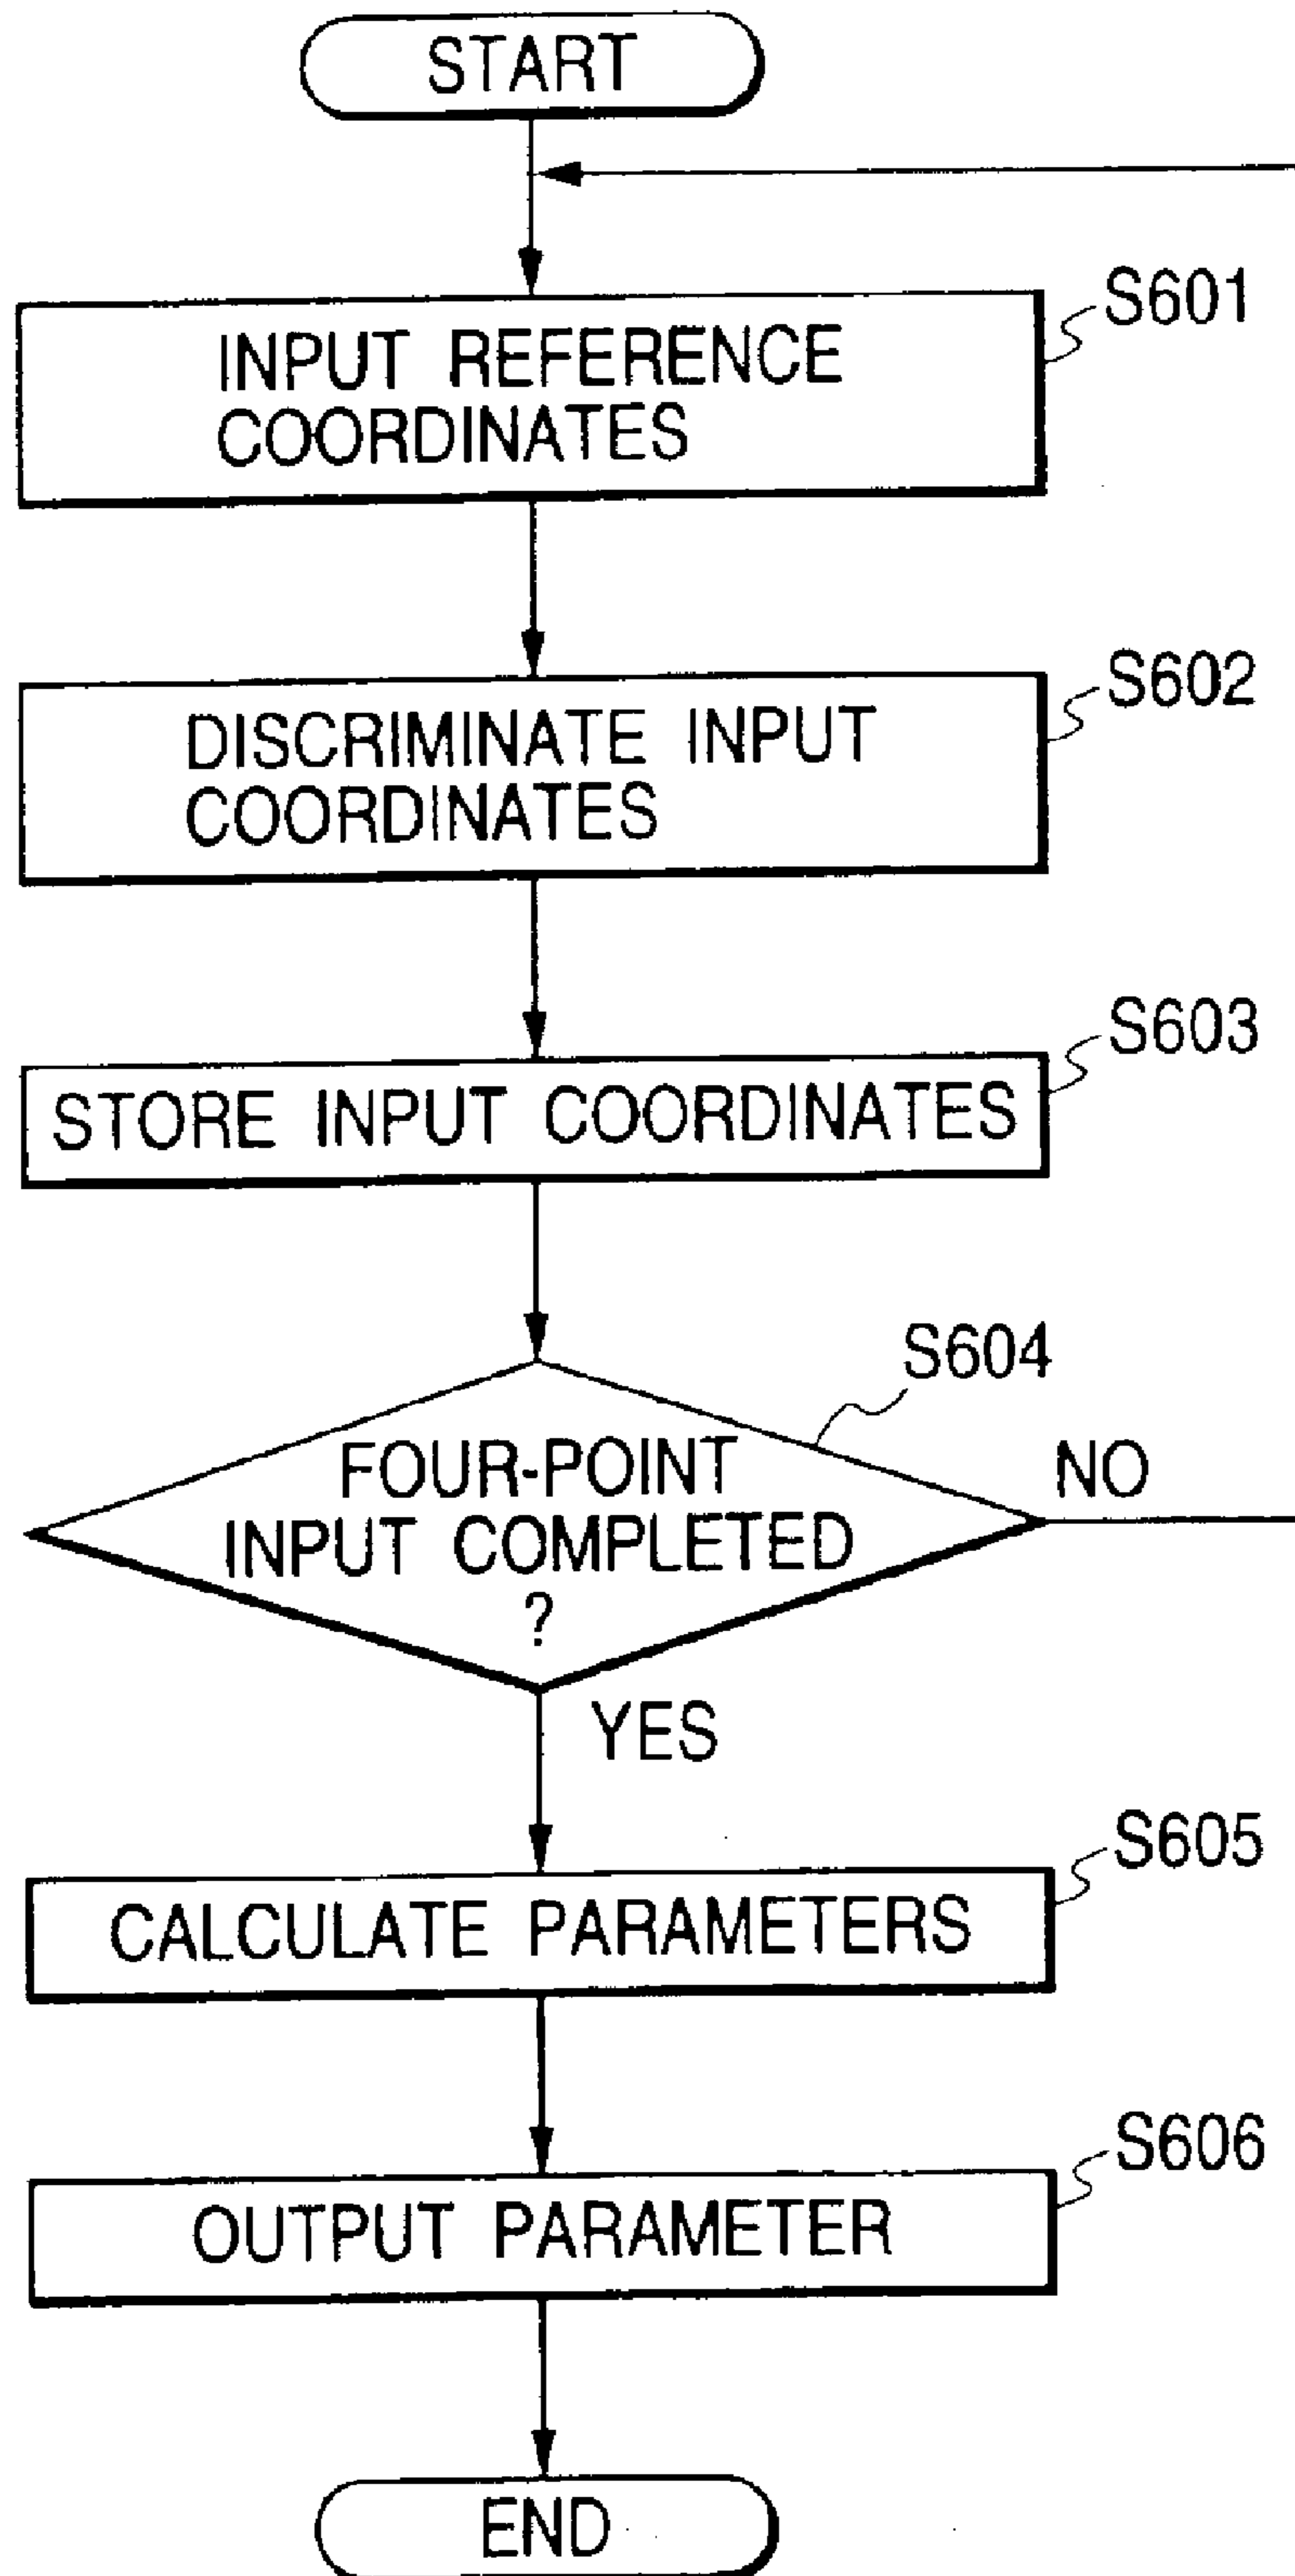 START
S601
INPUT REFERENCE
COORDINATES
S602
DISCRIMINATE INPUT
COORDINATES
S603
STORE INPUT COORDINATES
S604
FOUR-POINT
INPUT COMPLETED
?
NO
YES
S605
CALCULATE PARAMETERS
S606
OUTPUT PARAMETER
END